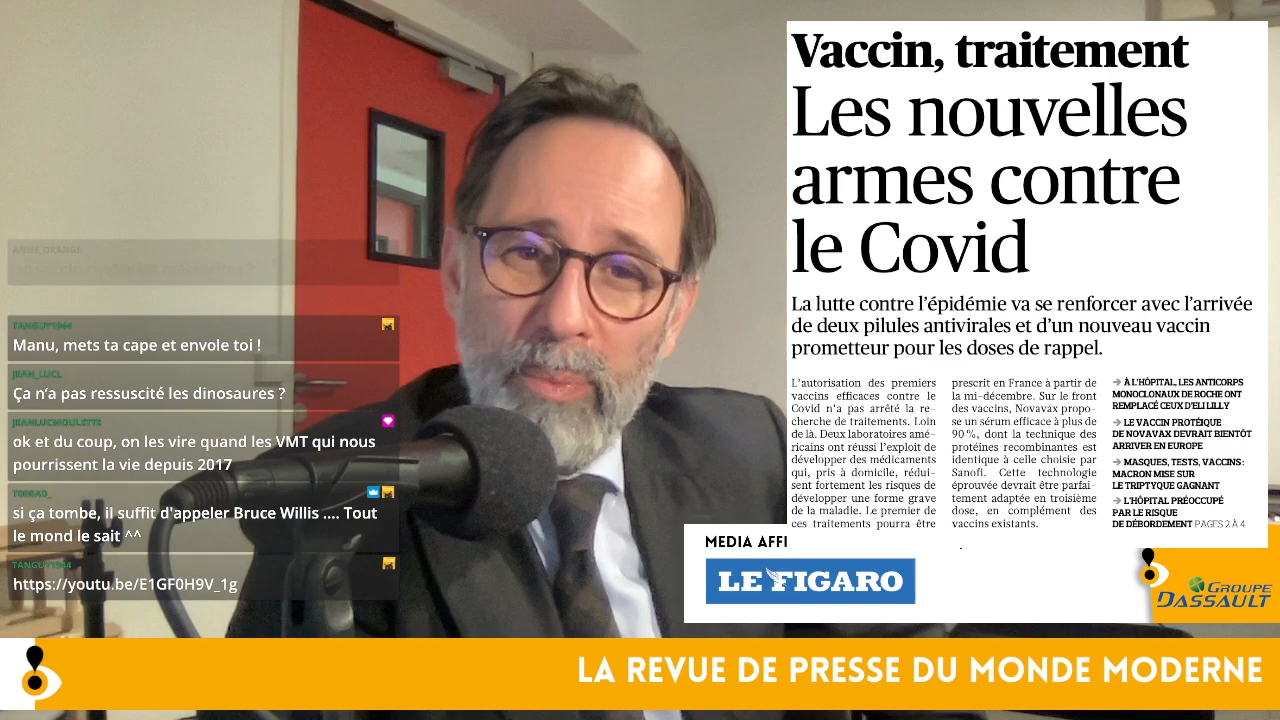 Vaccin, traitement
Les nouvelles
armes contre
le Covid
La lutte contre l'épidémie va se renforcer avec l'arrivée
de deux pilules antivirales et d'un nouveau vaccin
prometteur pour les doses de rappel.
L'autorisation des premiers
vaccins efficaces contre le
Covid n'a pas arrêté la re-
cherche de traitements. Loin
de là. Deux laboratoires amé-
ricains ont réussi l'exploit de
développer des médicaments
qui, pris à domicile, rédui-
sent fortement les risques de
développer une forme grave
de la maladie. Le premier de
ces traitements pourra être
prescrit en France à partir de
la mi-décembre. Sur le front
des vaccins, Novavax propo-
se un sérum efficace à plus de
90 %, dont la technique des
protéines recombinantes est
identique à celle choisie par
Sanofi. Cette technologie
éprouvée devrait être parfai-
tement adaptée en troisième
dose, en complément des
vaccins existants.
→ À L'HÔPITAL, LES ANTICORPS
MONOCLONAUX DE ROCHE ONT
REMPLACÉ CEUX D'ELI LILLY
→ LE VACCIN PROTÉIQUE
DE NOVAVAX DEVRAIT BIENTÔT
ARRIVER EN EUROPE
→ MASQUES, TESTS, VACCINS :
MACRON MISE SUR
LE TRIPTYQUE GAGNANT
→ L'HÔPITAL PRÉOCCUPÉ
PAR LE RISQUE
DE DÉBORDEMENT PAGES 2 À 4
ANNE_ORANGE
TANGUY1944
Manu, mets ta cape et envole toi !
JEAN_LUCL
Ça n'a pas ressuscité les dinosaures ?
JEANLUCMOULETTE
ok et du coup, on les vire quand les VMT qui nous
pourrissent la vie depuis 2017
si ça tombe, il suffit d'appeler Bruce Willis .... Tout
le monde le sait ^^
TANGUY1944
https://youtu.be/E1GF0H9V_1g
MEDIA AFFI
LE FIGARO
GROUPE
DASSAULT
LA REVUE DE PRESSE DU MONDE MODERNE